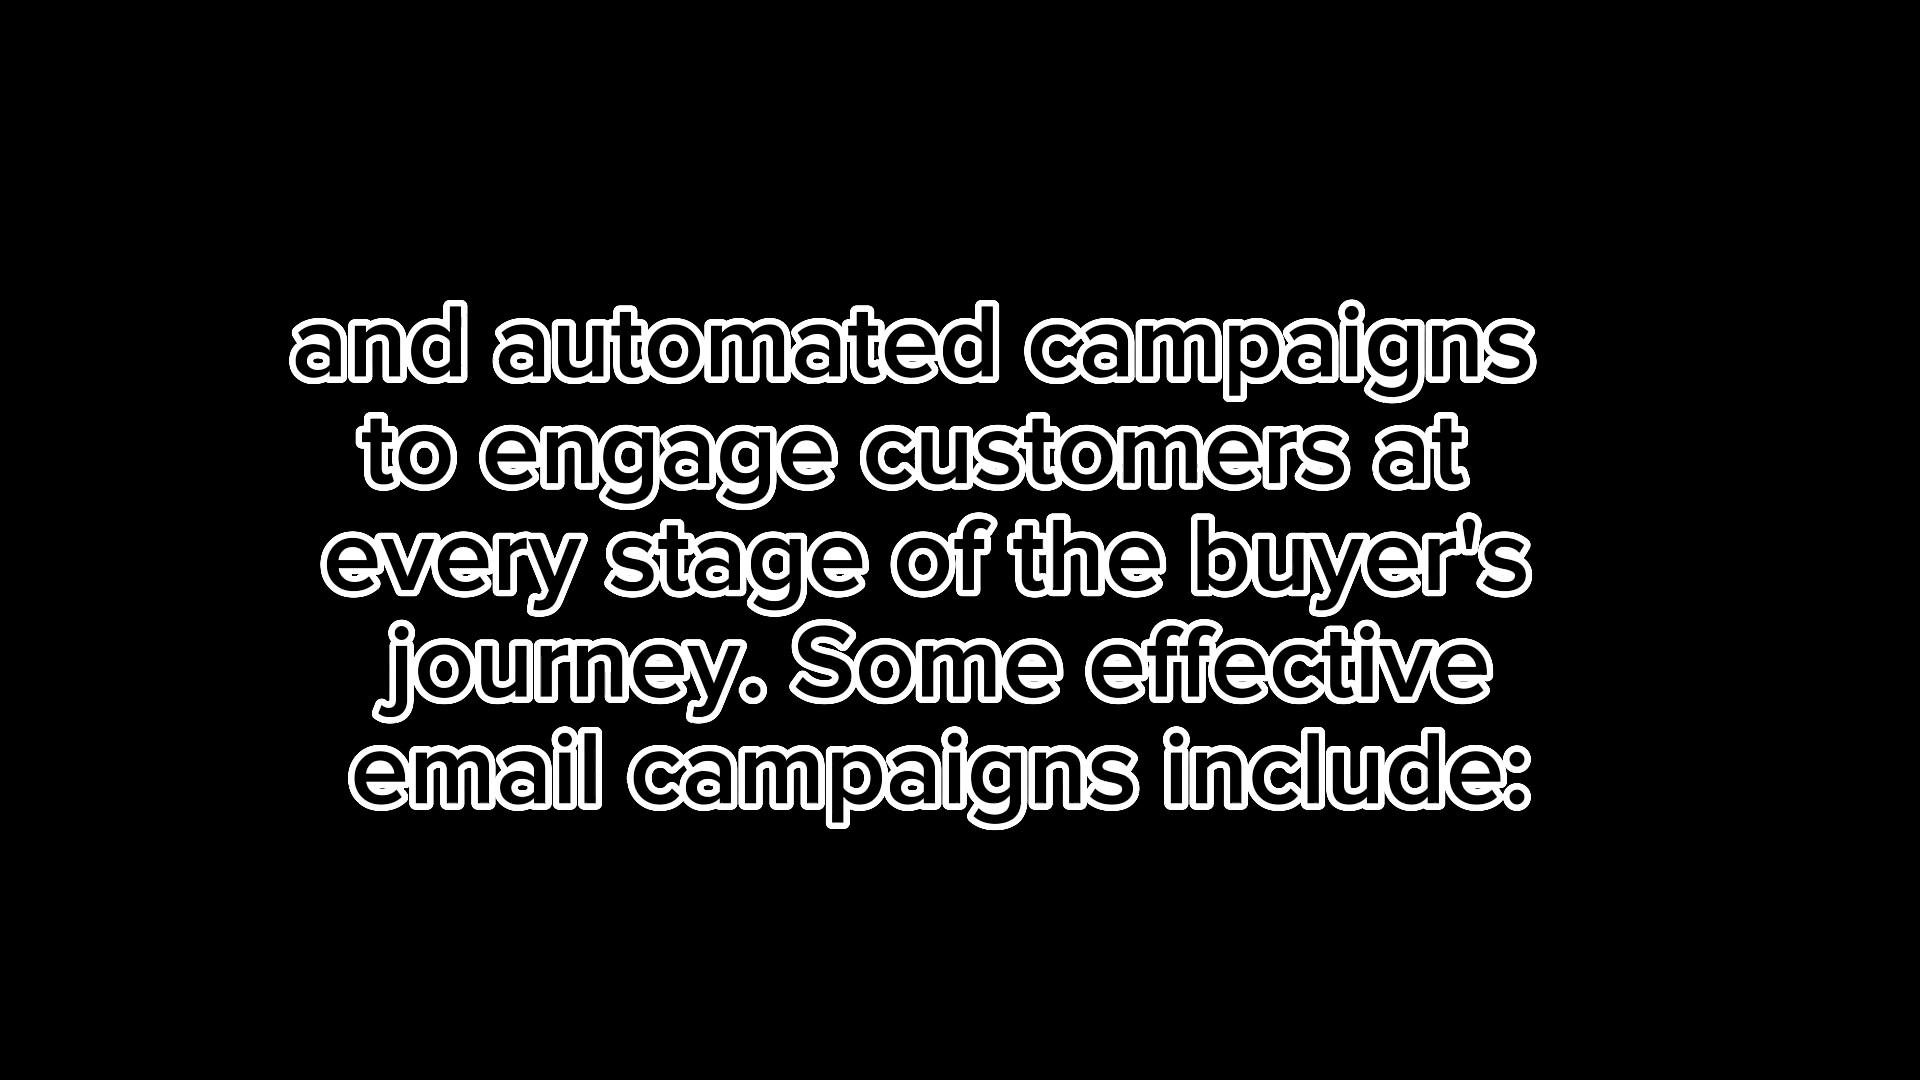 and automated campaigns
to engage customers at
every stage of the buyer's
journey. Some effective
email campaigns include: